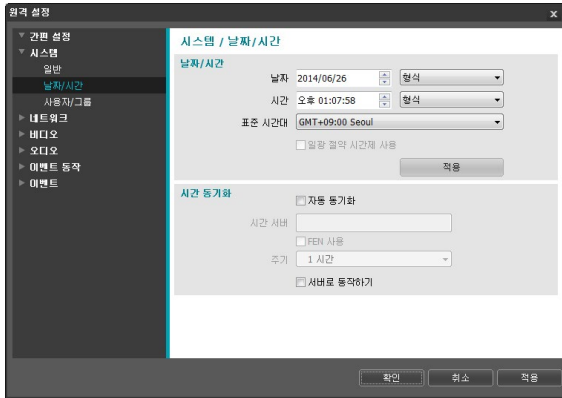 원격 설정
x
간편 설정
시스템
일반
날짜/시간
사용자/그룹
네트워크
비디오
오디오
이벤트 동작
이벤트
시스템 / 날짜/시간
날짜/시간
날짜 2014/06/26 형식
시간 오후 01:07:58 형식
표준 시간대 GMT+09:00 Seoul
일광 절약 시간제 사용
적용
시간 동기화
자동 동기화
시간 서버
FEN 사용
주기 1 시간
서버로 동작하기
확인 취소 적용